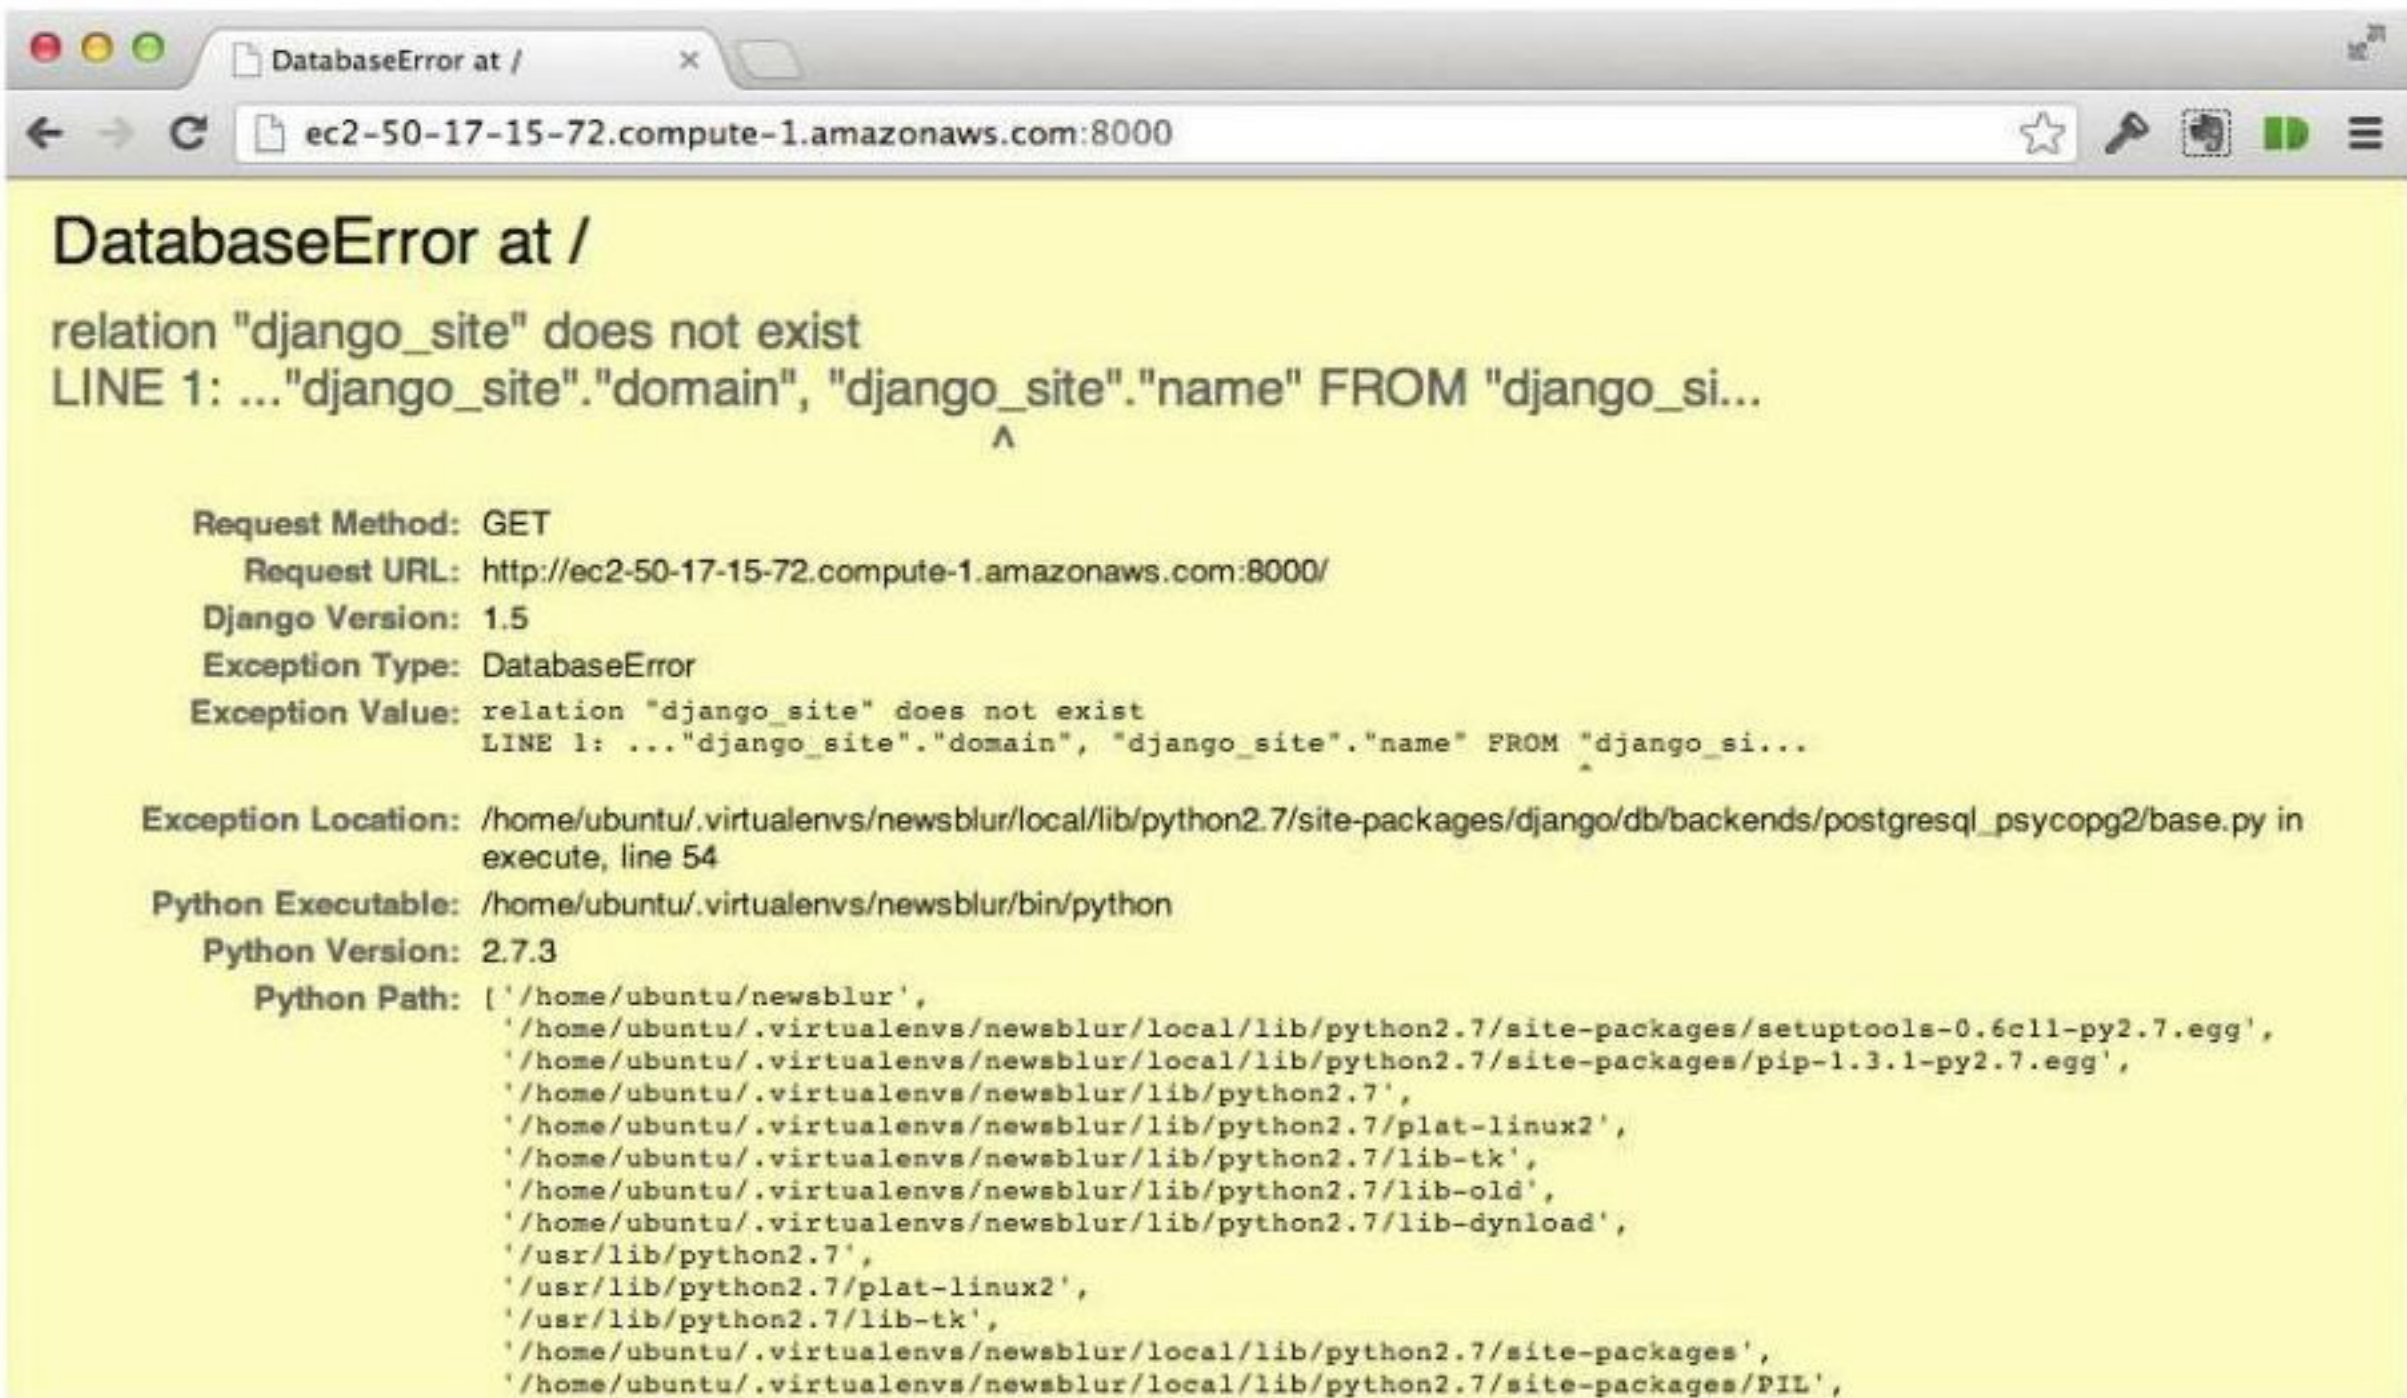 DatabaseError at /
ec2-50-17-15-72.compute-1.amazonaws.com:8000
DatabaseError at /
relation "django_site" does not exist
LINE 1: ..."django_site"."domain", "django_site"."name" FROM "django_si...
^
Request Method: GET
Request URL: http://ec2-50-17-15-72.compute-1.amazonaws.com:8000/
Django Version: 1.5
Exception Type: DatabaseError
Exception Value: relation "django_site" does not exist
LINE 1: ..."django_site"."domain", "django_site"."name" FROM "django_si...
^
Exception Location: /home/ubuntu/.virtualenvs/newsblur/local/lib/python2.7/site-packages/django/db/backends/postgresql_psycopg2/base.py in
execute, line 54
Python Executable: /home/ubuntu/.virtualenvs/newsblur/bin/python
Python Version: 2.7.3
Python Path: ['/home/ubuntu/newsblur',
'/home/ubuntu/.virtualenvs/newsblur/local/lib/python2.7/site-packages/setuptools-0.6c11-py2.7.egg',
'/home/ubuntu/.virtualenvs/newsblur/local/lib/python2.7/site-packages/pip-1.3.1-py2.7.egg',
'/home/ubuntu/.virtualenvs/newsblur/lib/python2.7',
'/home/ubuntu/.virtualenvs/newsblur/lib/python2.7/plat-linux2',
'/home/ubuntu/.virtualenvs/newsblur/lib/python2.7/lib-tk',
'/home/ubuntu/.virtualenvs/newsblur/lib/python2.7/lib-old',
'/home/ubuntu/.virtualenvs/newsblur/lib/python2.7/lib-dynload',
'/usr/lib/python2.7',
'/usr/lib/python2.7/plat-linux2',
'/usr/lib/python2.7/lib-tk',
'/home/ubuntu/.virtualenvs/newsblur/local/lib/python2.7/site-packages',
'/home/ubuntu/.virtualenvs/newsblur/local/lib/python2.7/site-packages/PIL',